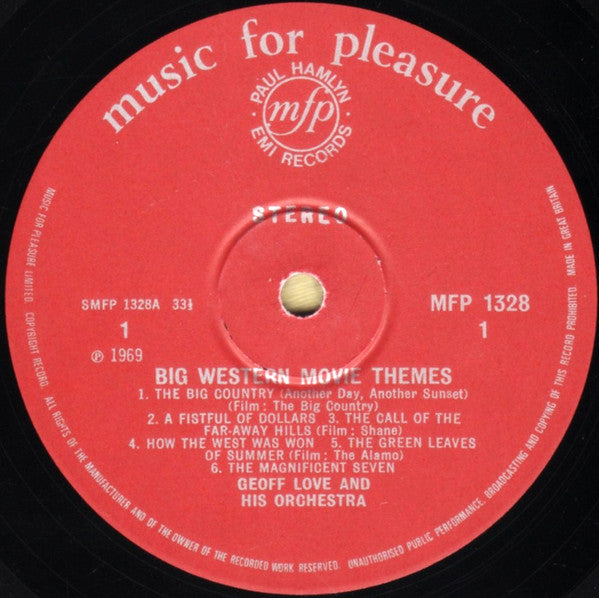 music for pleasure
PAUL HAMLYN
mfp
EMI RECORDS
STEREO
SMFP 1328A 33⅓
1
℗ 1969
MFP 1328
1
BIG WESTERN MOVIE THEMES
1. THE BIG COUNTRY (Another Day, Another Sunset)
(Film : The Big Country)
2. A FISTFUL OF DOLLARS 3. THE CALL OF THE
FAR-AWAY HILLS (Film : Shane)
4. HOW THE WEST WAS WON 5. THE GREEN LEAVES
OF SUMMER (Film : The Alamo)
6. THE MAGNIFICENT SEVEN
GEOFF LOVE AND
HIS ORCHESTRA
MUSIC FOR PLEASURE LIMITED. COPYRIGHT RECORD. ALL RIGHTS OF THE MANUFACTURER AND OF THE OWNER OF THE RECORDED WORK RESERVED. UNAUTHORISED PUBLIC PERFORMANCE, BROADCASTING AND COPYING OF THIS RECORD PROHIBITED. MADE IN GREAT BRITAIN